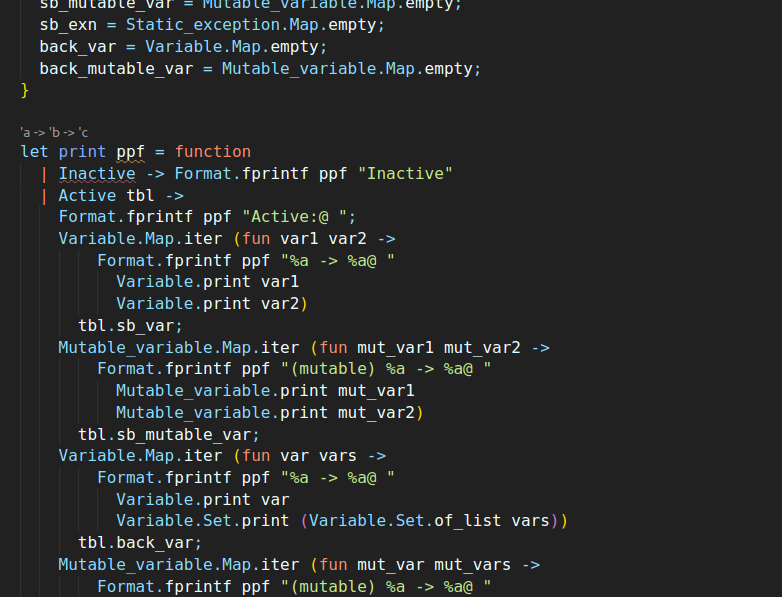 sb_mutable_var = Mutable_variable.Map.empty;
sb_exn = Static_exception.Map.empty;
back_var = Variable.Map.empty;
back_mutable_var = Mutable_variable.Map.empty;
}
'a -> 'b -> 'c
let print ppf = function
| Inactive -> Format.fprintf ppf "Inactive"
| Active tbl ->
Format.fprintf ppf "Active:@ ";
Variable.Map.iter (fun var1 var2 ->
Format.fprintf ppf "%a -> %a@ "
Variable.print var1
Variable.print var2)
tbl.sb_var;
Mutable_variable.Map.iter (fun mut_var1 mut_var2 ->
Format.fprintf ppf "(mutable) %a -> %a@ "
Mutable_variable.print mut_var1
Mutable_variable.print mut_var2)
tbl.sb_mutable_var;
Variable.Map.iter (fun var vars ->
Format.fprintf ppf "%a -> %a@ "
Variable.print var
Variable.Set.print (Variable.Set.of_list vars))
tbl.back_var;
Mutable_variable.Map.iter (fun mut_var mut_vars ->
Format.fprintf ppf "(mutable) %a -> %a@ "